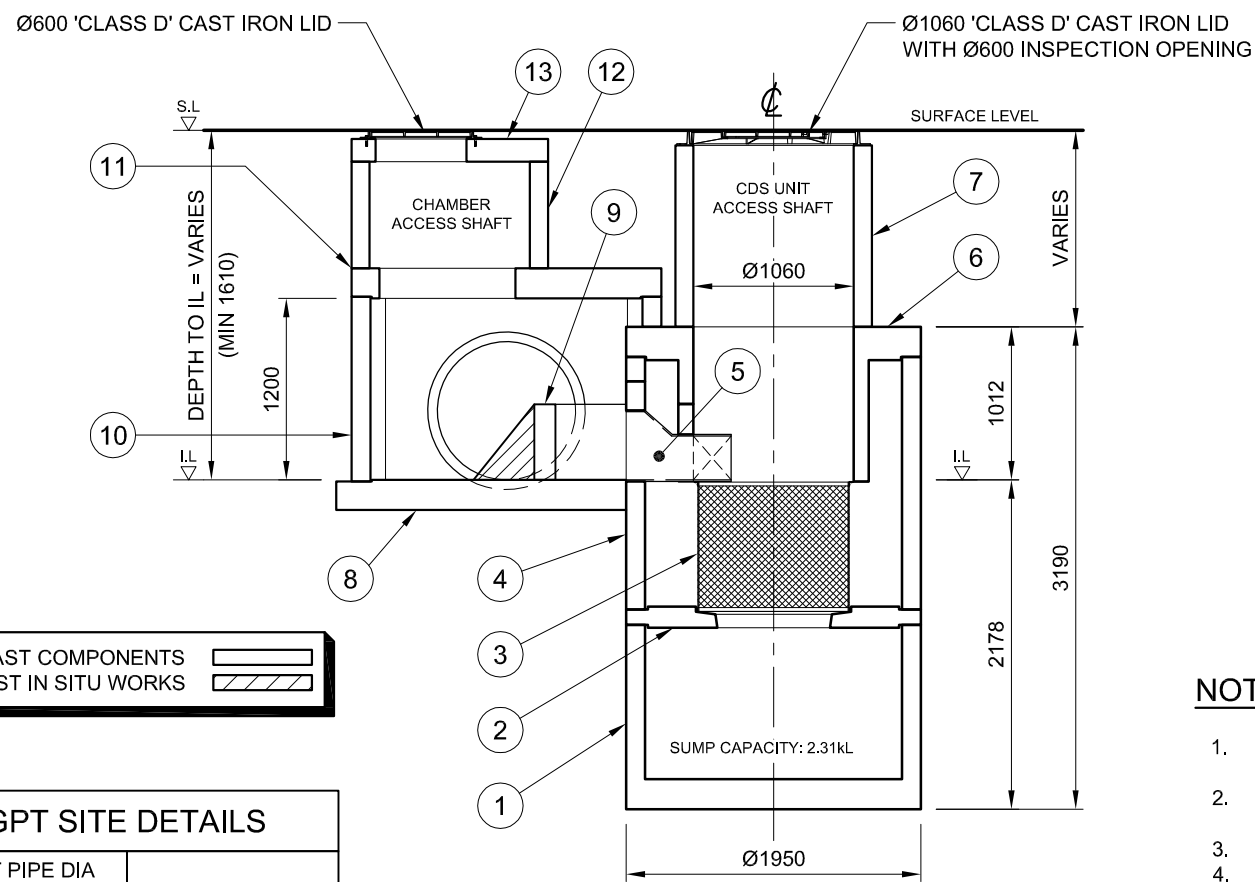 Ø600 'CLASS D' CAST IRON LID
Ø1060 'CLASS D' CAST IRON LID
WITH Ø600 INSPECTION OPENING
13
12
S.L
℄
SURFACE LEVEL
11
CHAMBER
ACCESS SHAFT
9
CDS UNIT
ACCESS SHAFT
7
DEPTH TO IL = VARIES
(MIN 1610)
VARIES
Ø1060
6
1200
5
1012
10
I.L
I.L
8
4
3190
3
2178
AST COMPONENTS
ST IN SITU WORKS
2
SUMP CAPACITY: 2.31kL
1
NOT
1.
2.
3.
4.
GPT SITE DETAILS
PIPE DIA
Ø1950